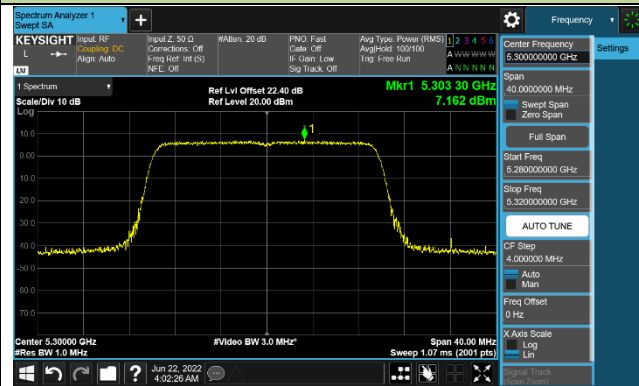 Spectrum Analyzer 1
Swept SA
Frequency
KEYSIGHT
L
LXI
Input: RF
Coupling: DC
Align: Auto
Input Z: 50 Ω
Corrections: Off
Freq Ref: Int (S)
NFE: Off
#Atten: 20 dB
PNO: Fast
Gate: Off
IF Gain: Low
Sig Track: Off
Avg Type: Power (RMS)
Avg|Hold: 100/100
Trig: Free Run
1 2 3 4 5 6
A W W W W W
A N N N N N
1 Spectrum
Scale/Div 10 dB
Log
Ref Lvl Offset 22.40 dB
Ref Level 20.00 dBm
Mkr1 5.303 30 GHz
7.162 dBm
1
10.0
0.00
-10.0
-20.0
-30.0
-40.0
-50.0
-60.0
-70.0
Center 5.30000 GHz
#Res BW 1.0 MHz
#Video BW 3.0 MHz*
Span 40.00 MHz
Sweep 1.07 ms (2001 pts)
Center Frequency
5.300000000 GHz
Settings
Span
40.0000000 MHz
Swept Span
Zero Span
Full Span
Start Freq
5.280000000 GHz
Stop Freq
5.320000000 GHz
AUTO TUNE
CF Step
4.000000 MHz
Auto
Man
Freq Offset
0 Hz
X Axis Scale
Log
Lin
Signal Track
(Span Zoom)
?
Jun 22, 2022
4:02:26 AM